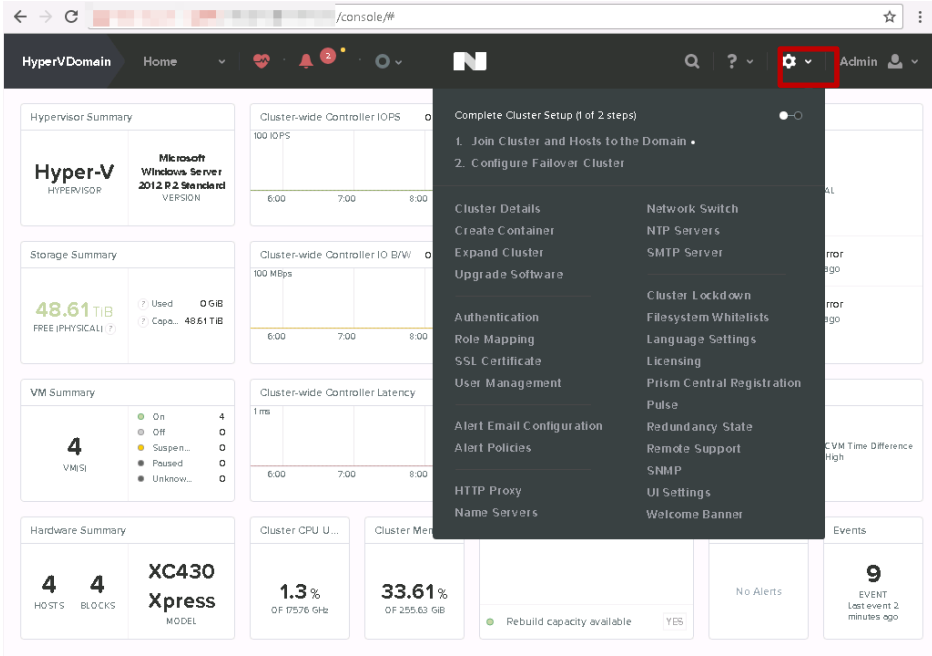 /console/#
HyperVDomain Home 2 ? Admin
Hypervisor Summary
Hyper-V
HYPERVISOR
Microsoft
Windows Server
2012 R2 Standard
VERSION
Cluster-wide Controller IOPS 0
100 IOPS
6:00 7:00 8:00
Complete Cluster Setup (1 of 2 steps)
1. Join Cluster and Hosts to the Domain
2. Configure Failover Cluster
Cluster Details
Create Container
Expand Cluster
Upgrade Software
Authentication
Role Mapping
SSL Certificate
User Management
Alert Email Configuration
Alert Policies
HTTP Proxy
Name Servers
Network Switch
NTP Servers
SMTP Server
Cluster Lockdown
Filesystem Whitelists
Language Settings
Licensing
Prism Central Registration
Pulse
Redundancy State
Remote Support
SNMP
UI Settings
Welcome Banner
AL
rror
ago
rror
ago
Storage Summary
48.61 TiB
FREE (PHYSICAL) ?
? Used 0 GiB
? Capa... 48.61 TiB
Cluster-wide Controller IO B/W 0
100 MBps
6:00 7:00 8:00
VM Summary
4
VM(S)
On 4
Off 0
Suspen... 0
Paused 0
Unknow... 0
Cluster-wide Controller Latency
1 ms
6:00 7:00 8:00
CVM Time Difference
High
Hardware Summary
4 4
HOSTS BLOCKS
XC430
Xpress
MODEL
Cluster CPU U...
1.3 %
OF 175.76 GHz
Cluster Mem
33.61 %
OF 255.63 GiB
Rebuild capacity available YES
No Alerts
Events
9
EVENT
Last event 2
minutes ago